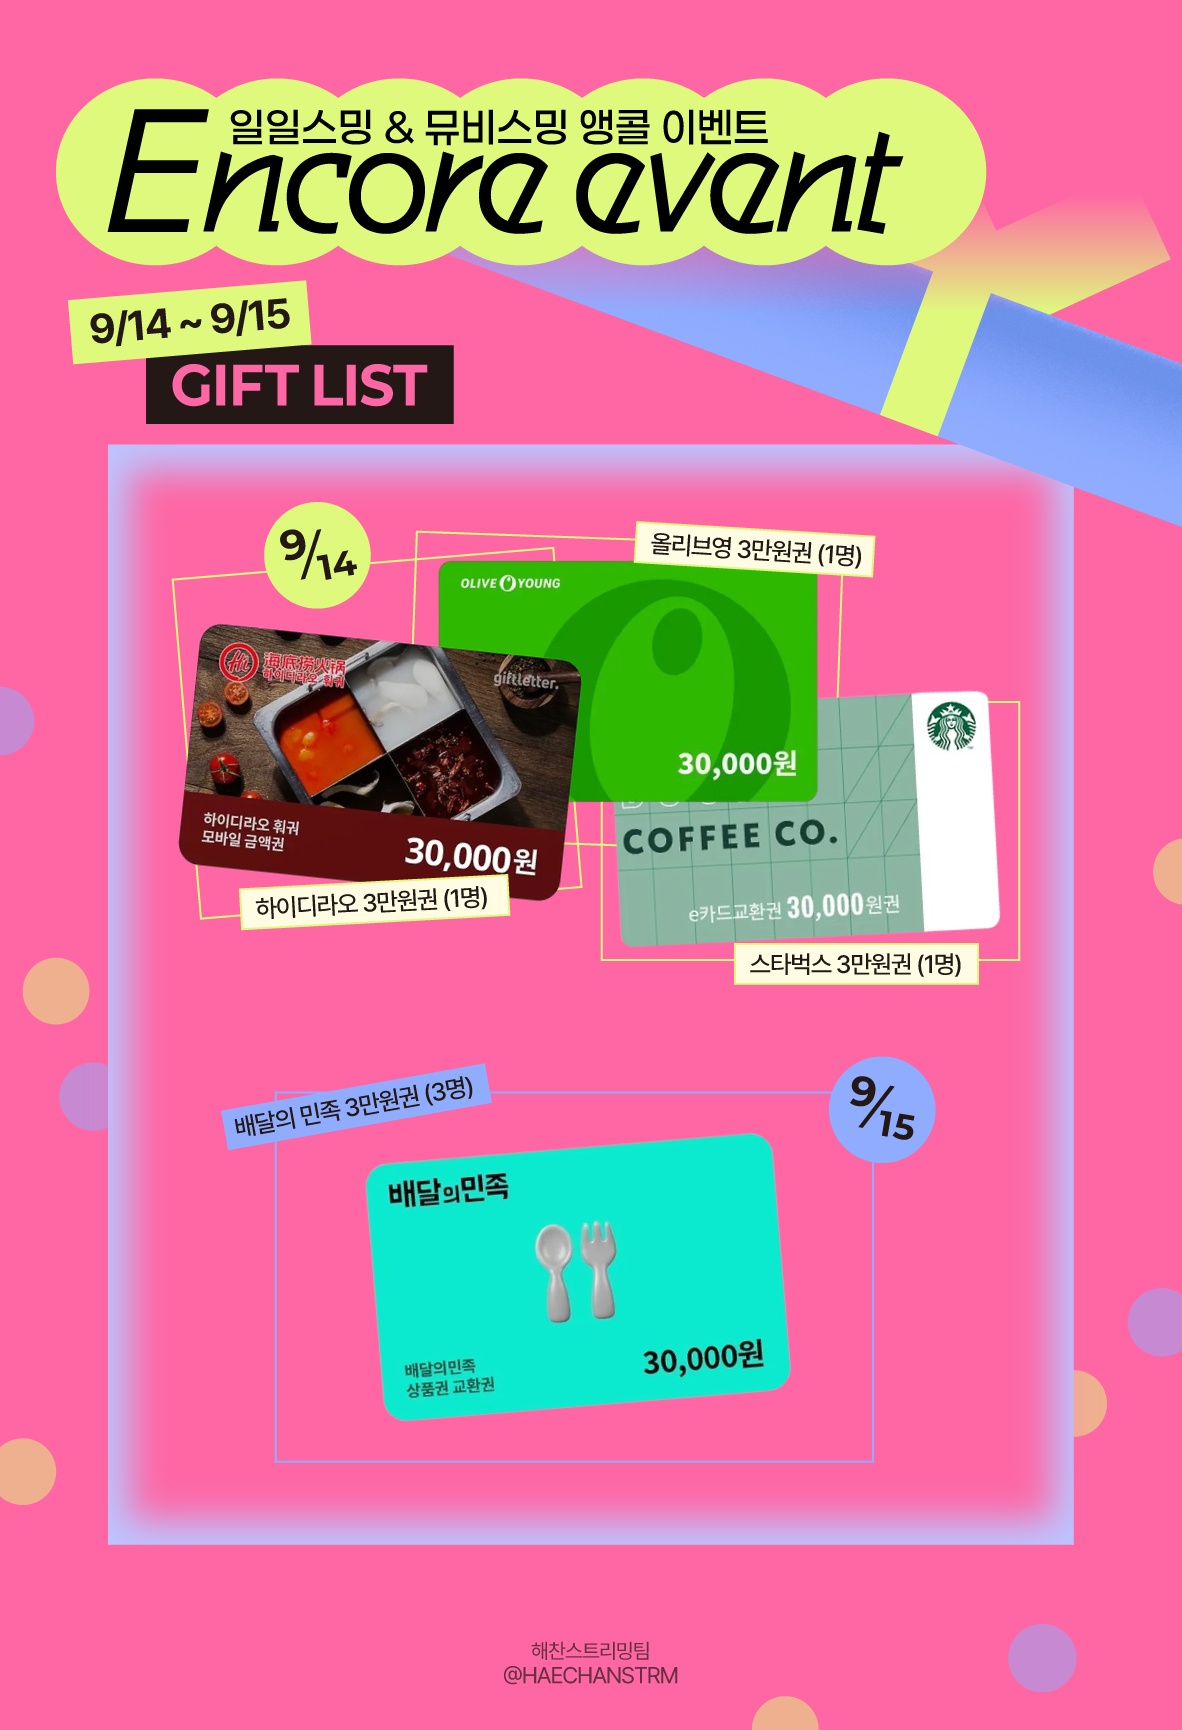 일일스밍 & 뮤비스밍 앵콜 이벤트
Encore event
9/14 ~ 9/15
GIFT LIST
9/14
올리브영 3만원권 (1명)
OLIVE YOUNG
30,000원
海底捞火锅
하이디라오 훠궈
giftletter.
하이디라오 훠궈
모바일 금액권
30,000원
하이디라오 3만원권 (1명)
COFFEE CO.
e카드교환권 30,000원권
스타벅스 3만원권 (1명)
배달의 민족 3만원권 (3명)
9/15
배달의민족
배달의민족
상품권 교환권
30,000원
해찬스트리밍팀
@HAECHANSTRM